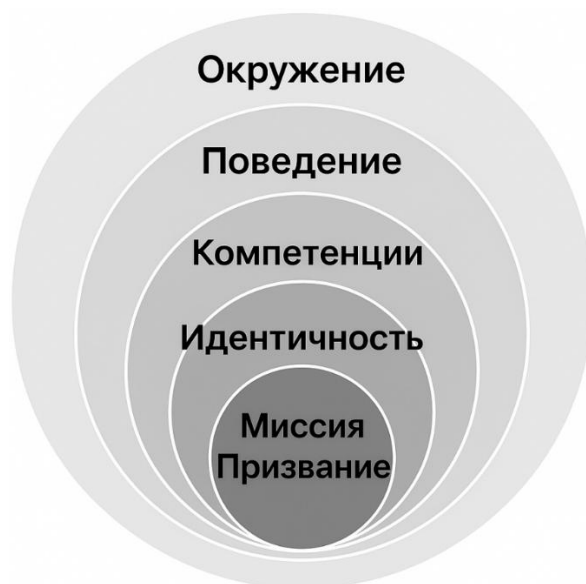 Окружение
Поведение
Компетенции
Идентичность
Миссия
Призвание